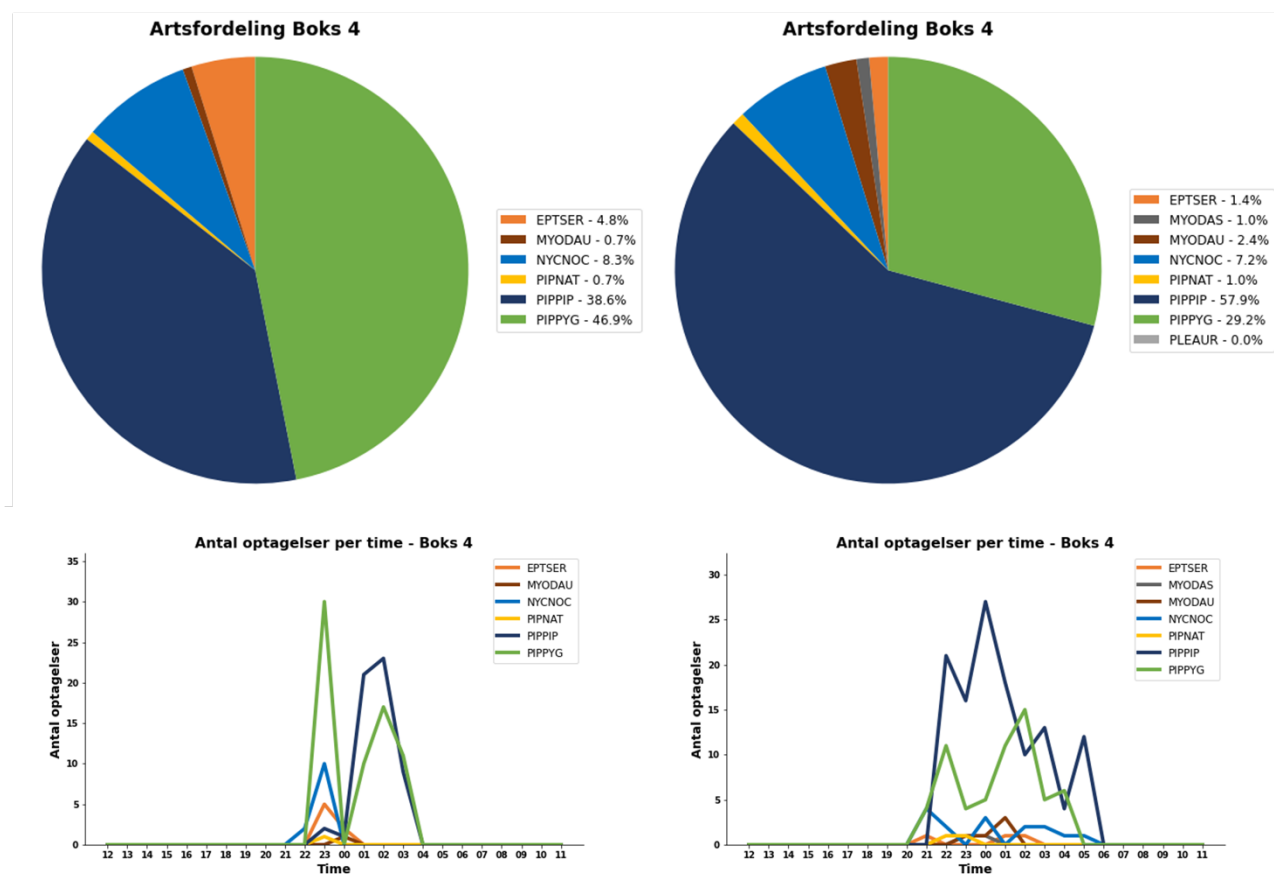 Artsfordeling Boks 4
EPTSER - 4.8%
MYODAU - 0.7%
NYCNOC - 8.3%
PIPNAT - 0.7%
PIPPIP - 38.6%
PIPPYG - 46.9%
Artsfordeling Boks 4
EPTSER - 1.4%
MYODAS - 1.0%
MYODAU - 2.4%
NYCNOC - 7.2%
PIPNAT - 1.0%
PIPPIP - 57.9%
PIPPYG - 29.2%
PLEAUR - 0.0%
Antal optagelser per time - Boks 4
Antal optagelser
35
30
25
20
15
10
5
0
EPTSER
MYODAU
NYCNOC
PIPNAT
PIPPIP
PIPPYG
12 13 14 15 16 17 18 19 20 21 22 23 00 01 02 03 04 05 06 07 08 09 10 11
Time
Antal optagelser per time - Boks 4
Antal optagelser
30
25
20
15
10
5
0
EPTSER
MYODAS
MYODAU
NYCNOC
PIPNAT
PIPPIP
PIPPYG
12 13 14 15 16 17 18 19 20 21 22 23 00 01 02 03 04 05 06 07 08 09 10 11
Time